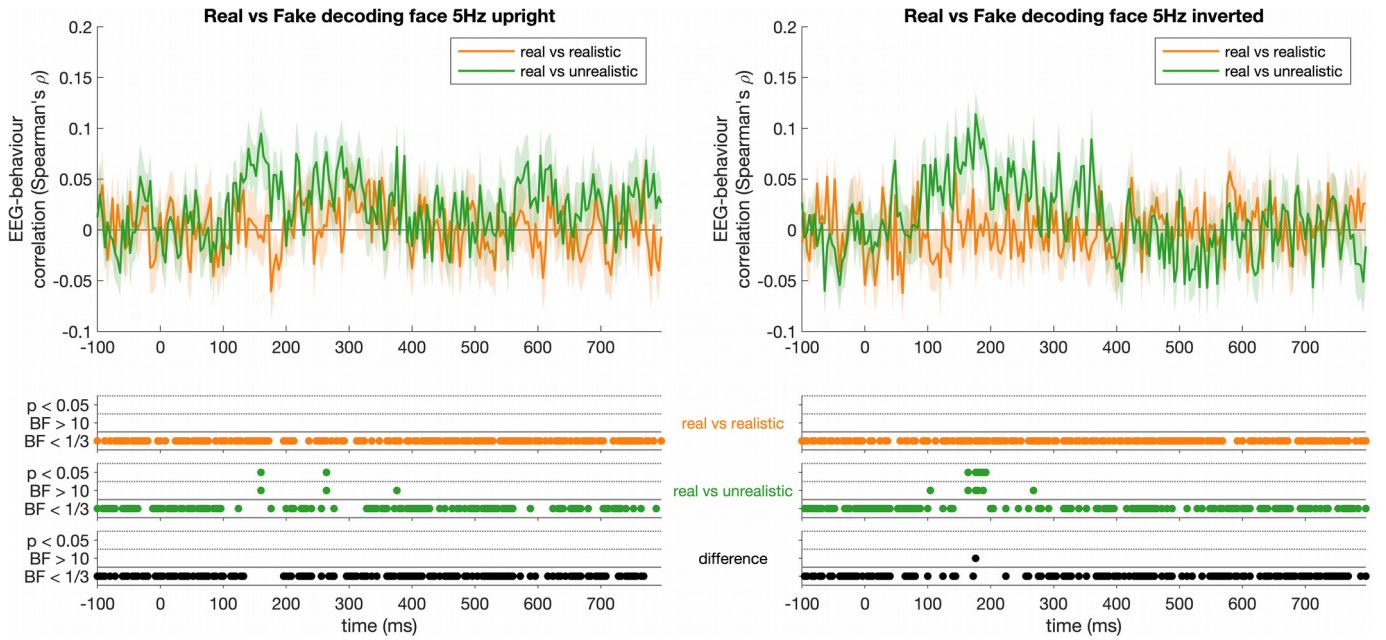 Real vs Fake decoding face 5Hz upright
real vs realistic
real vs unrealistic
EEG-behaviour
correlation (Spearman's ρ)
0.2
0.15
0.1
0.05
0
-0.05
-0.1
-100 0 100 200 300 400 500 600 700
Real vs Fake decoding face 5Hz inverted
real vs realistic
real vs unrealistic
EEG-behaviour
correlation (Spearman's ρ)
0.2
0.15
0.1
0.05
0
-0.05
-0.1
-100 0 100 200 300 400 500 600 700
p < 0.05
BF > 10
BF < 1/3
real vs realistic
p < 0.05
BF > 10
BF < 1/3
real vs unrealistic
p < 0.05
BF > 10
BF < 1/3
difference
-100 0 100 200 300 400 500 600 700
time (ms)
-100 0 100 200 300 400 500 600 700
time (ms)